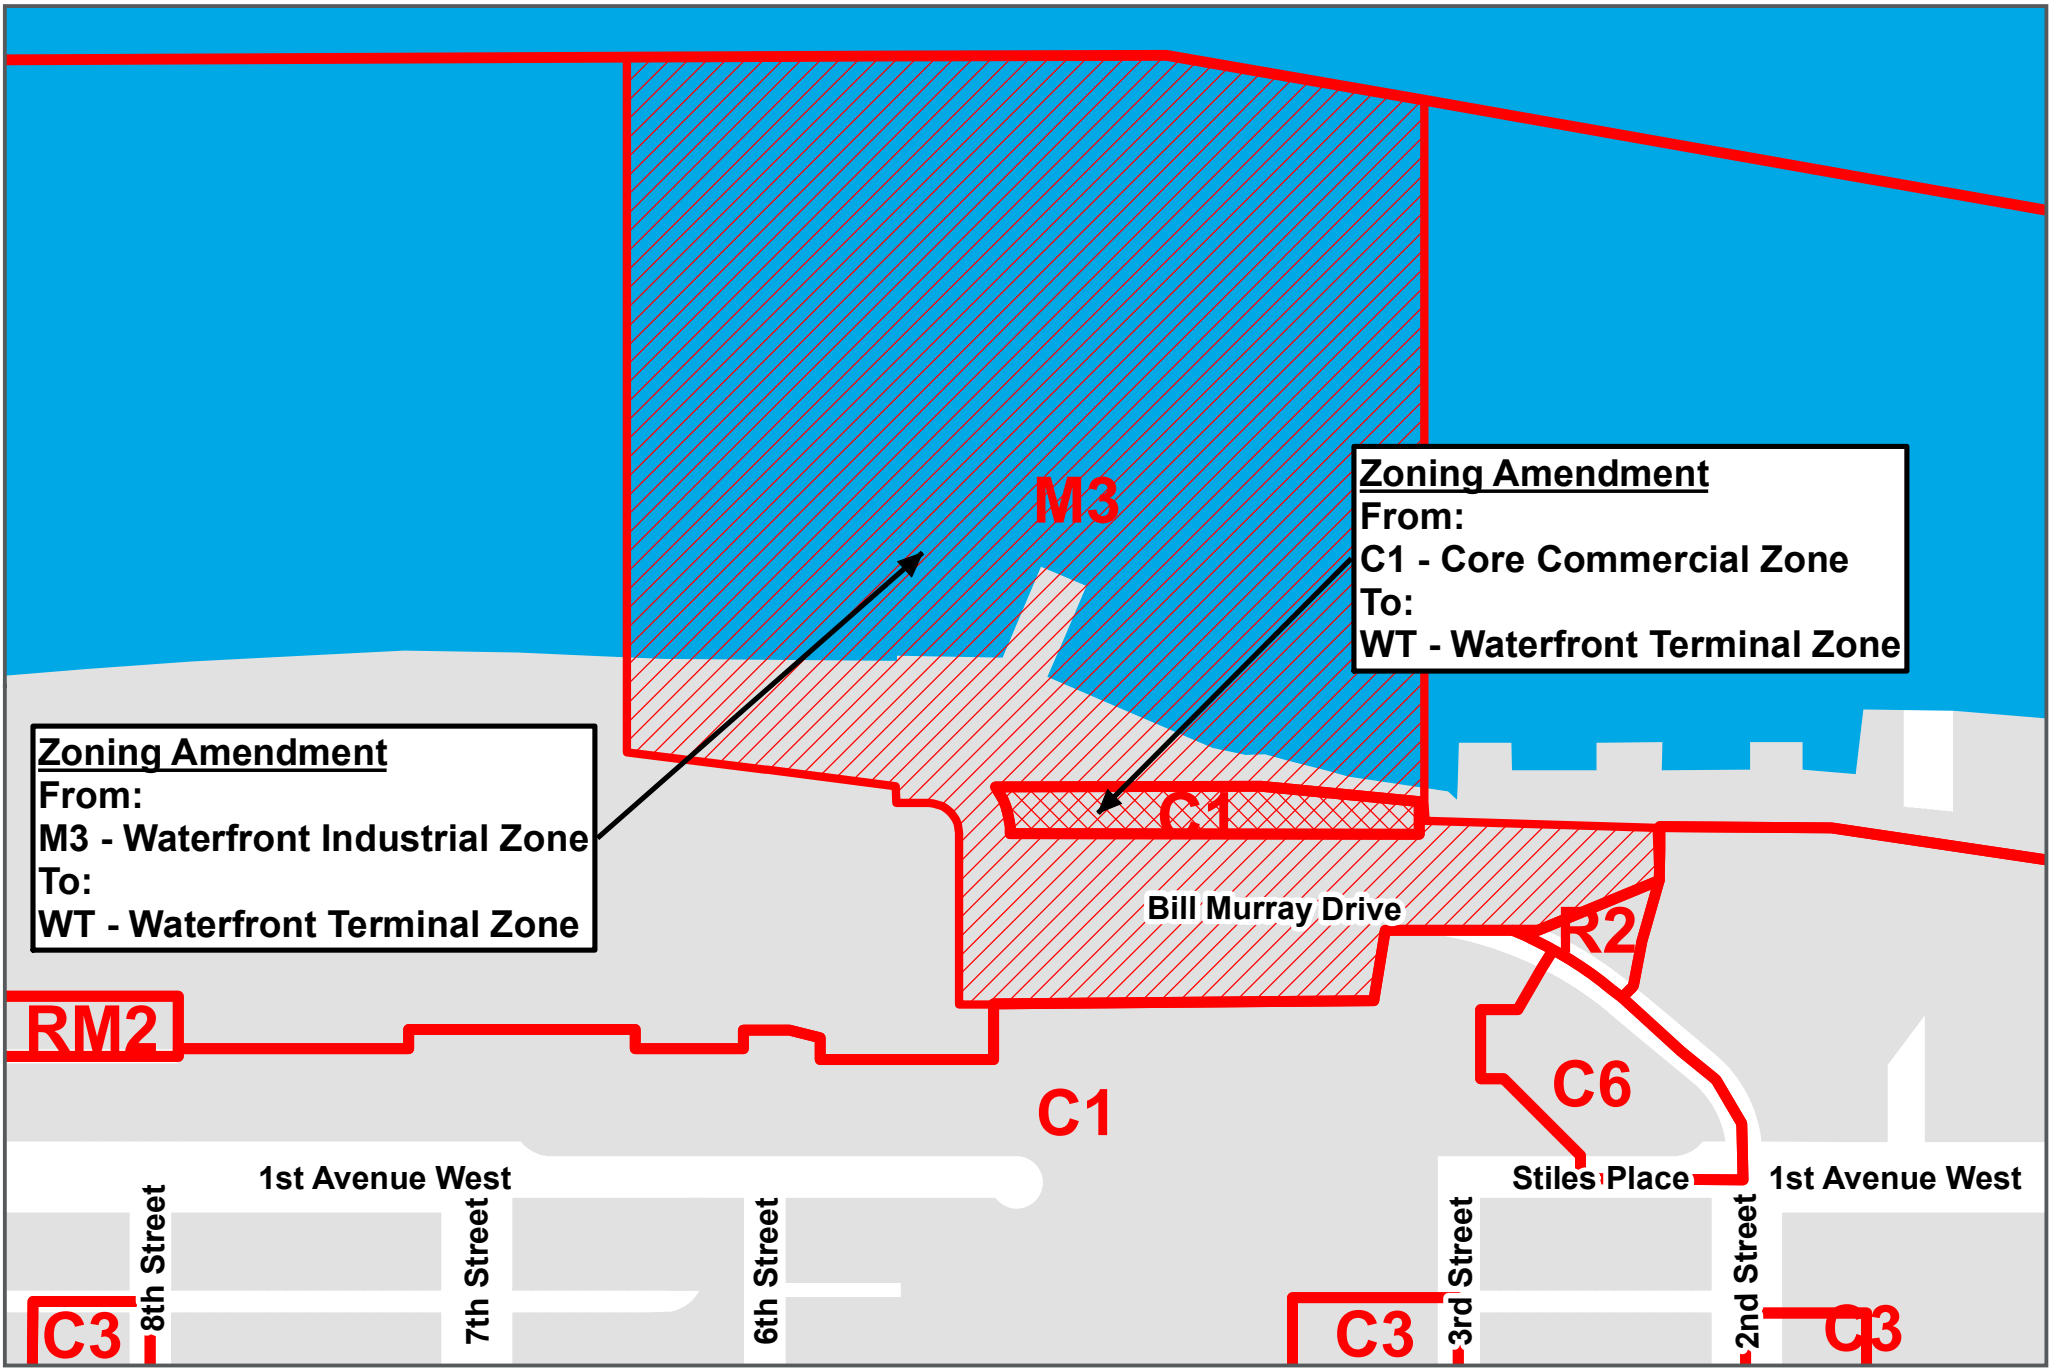 M3
Zoning Amendment
From:
C1 - Core Commercial Zone
To:
WT - Waterfront Terminal Zone
Zoning Amendment
From:
M3 - Waterfront Industrial Zone
To:
WT - Waterfront Terminal Zone
C1
Bill Murray Drive
R2
RM2
C6
C1
1st Avenue West
Stiles Place
1st Avenue West
8th Street
7th Street
6th Street
3rd Street
2nd Street
C3
C3
C3